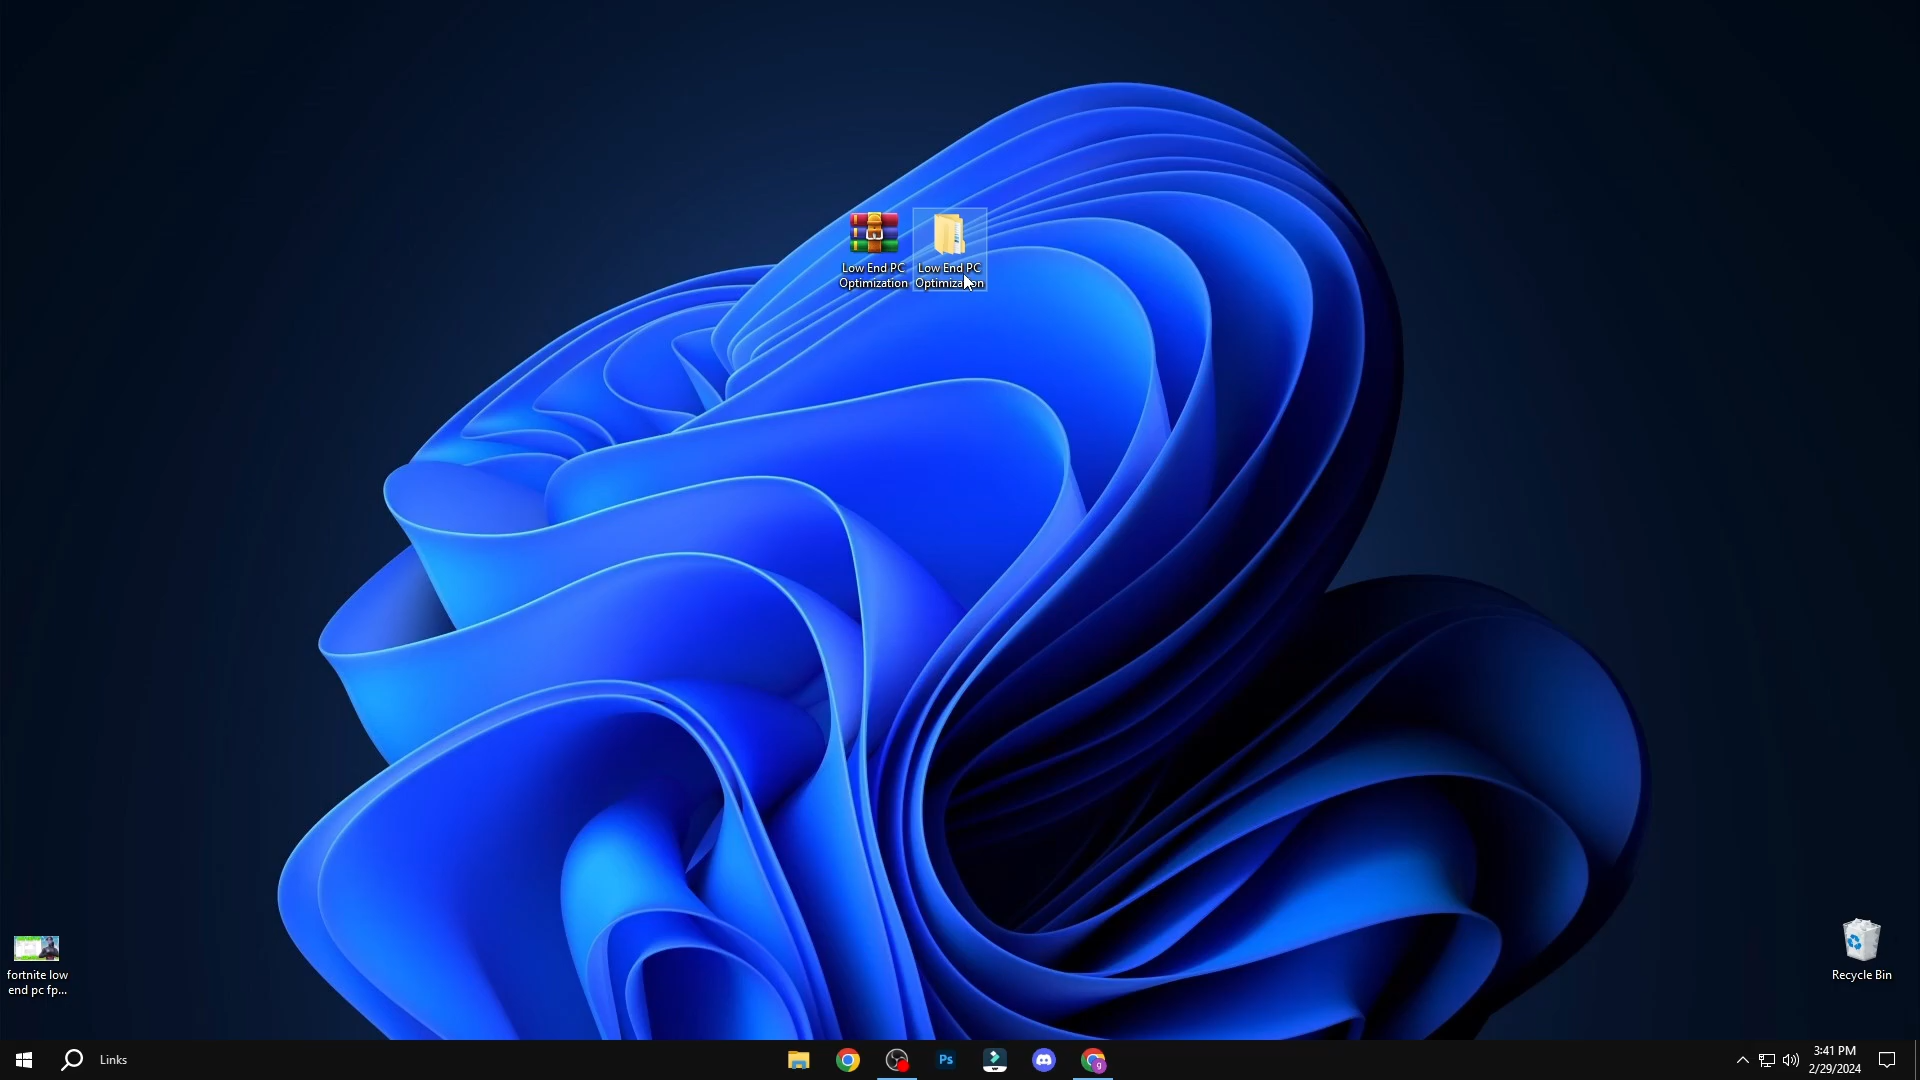 Low End PC
Optimization
Low End PC
Optimization
fortnite low
end pc fp...
Recycle Bin
Links
Ps
g
3:41 PM
2/29/2024